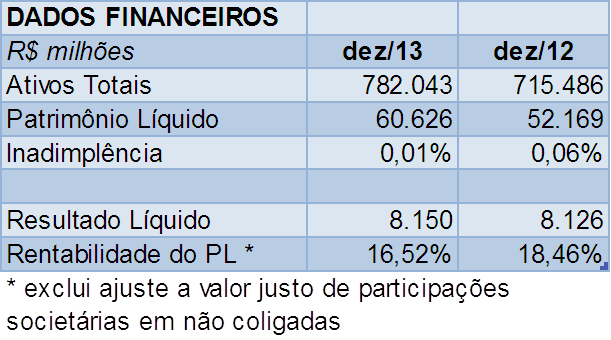 DADOS FINANCEIROS
R$ milhões dez/13 dez/12
Ativos Totais 782.043 715.486
Patrimônio Líquido 60.626 52.169
Inadimplência 0,01% 0,06%
Resultado Líquido 8.150 8.126
Rentabilidade do PL * 16,52% 18,46%
* exclui ajuste a valor justo de participações
societárias em não coligadas